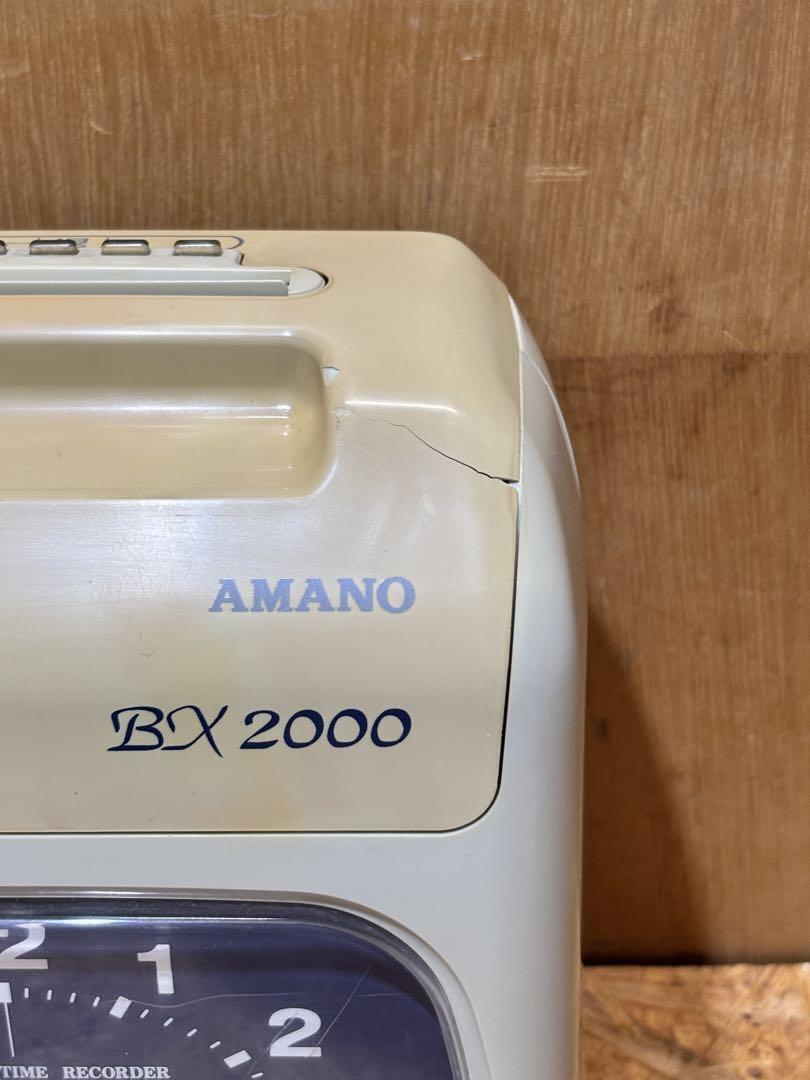 AMANO
BX 2000
2
1
2
TIME RECORDER